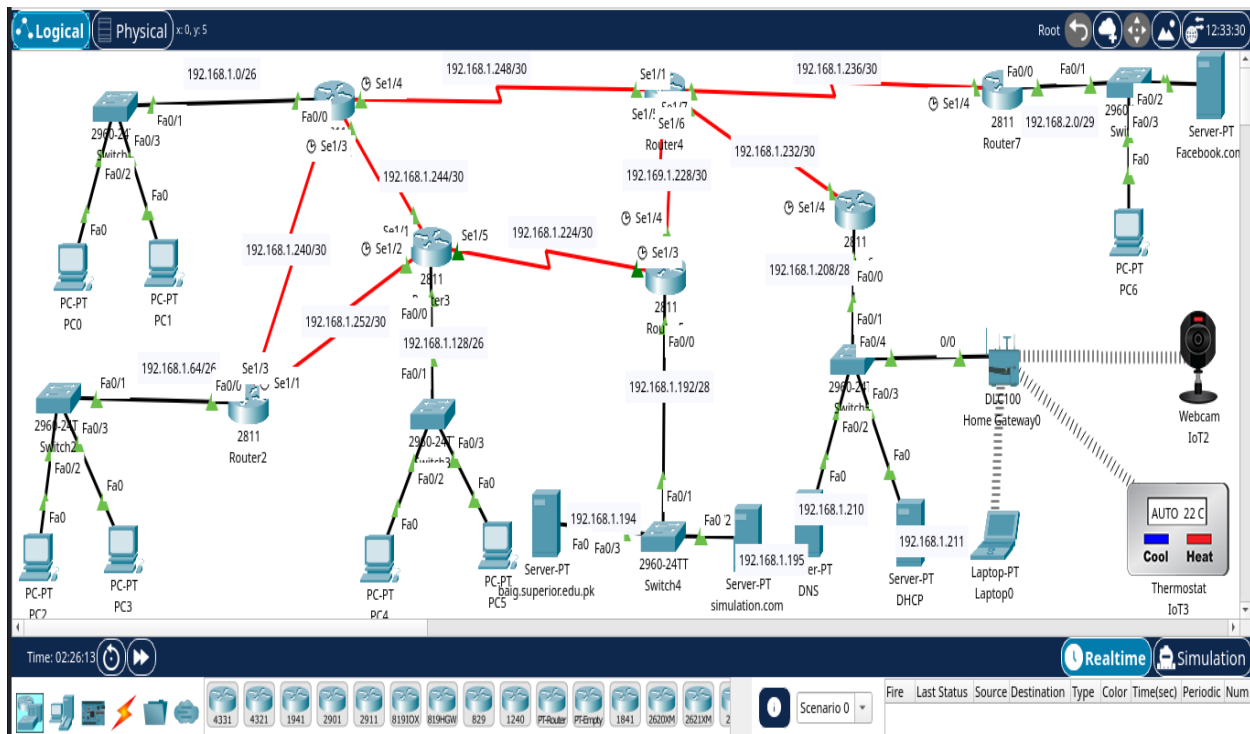 Logical
Physical
x: 0, y: 5
Root
12:33:30
192.168.1.0/26
192.168.1.248/30
192.168.1.236/30
Se1/4
Se1/1
Fa0/0
Fa0/1
Fa0/1
Fa0/0
Se1/4
Fa0/2
2960-24T
Fa0/3
Fa0/3
Se1/6
2811
192.168.2.0/29
Server-PT
Router4
Router7
Facebook.com
Se1/3
192.168.1.232/30
Fa0/2
Fa0
192.168.1.244/30
192.169.1.228/30
Fa0
Fa0
Se1/4
Se1/4
192.168.1.224/30
Se1/5
Se1/2
192.168.1.240/30
Se1/3
2811
PC-PT
PC6
2811
192.168.1.208/28
Fa0/0
PC-PT
PC0
PC-PT
PC1
2811
Fa0/0
192.168.1.252/30
Fa0/1
192.168.1.128/26
Fa0/0
Fa0/4
0/0
192.168.1.64/26
Se1/3
Se1/1
Fa0/1
Fa0/1
192.168.1.192/28
DLC100
Home Gateway0
Fa0/3
Fa0/2
Webcam
IoT2
2960-24TT
Switch2
Fa0/3
Fa0/2
2811
Router2
Fa0/3
Fa0/2
Fa0
Fa0
Fa0
Fa0
Fa0/1
192.168.1.210
AUTO 22 C
Cool
Heat
Fa0
Fa0
192.168.1.194
Fa0
Fa0/3
192.168.1.211
2960-24TT
Switch4
192.168.1.195
DNS
Server-PT
DHCP
Laptop-PT
Laptop0
Thermostat
IoT3
PC-PT
PC2
PC-PT
PC3
PC-PT
PC4
PC5
Server-PT
baig.superior.edu.pk
Server-PT
simulation.com
Time: 02:26:13
Realtime
Simulation
4331
4321
1941
2901
2911
819IOX
819HGW
829
1240
PT-Router
PT-Empty
1841
2620XM
2621XM
Scenario 0
Fire
Last Status
Source
Destination
Type
Color
Time(sec)
Periodic
Num